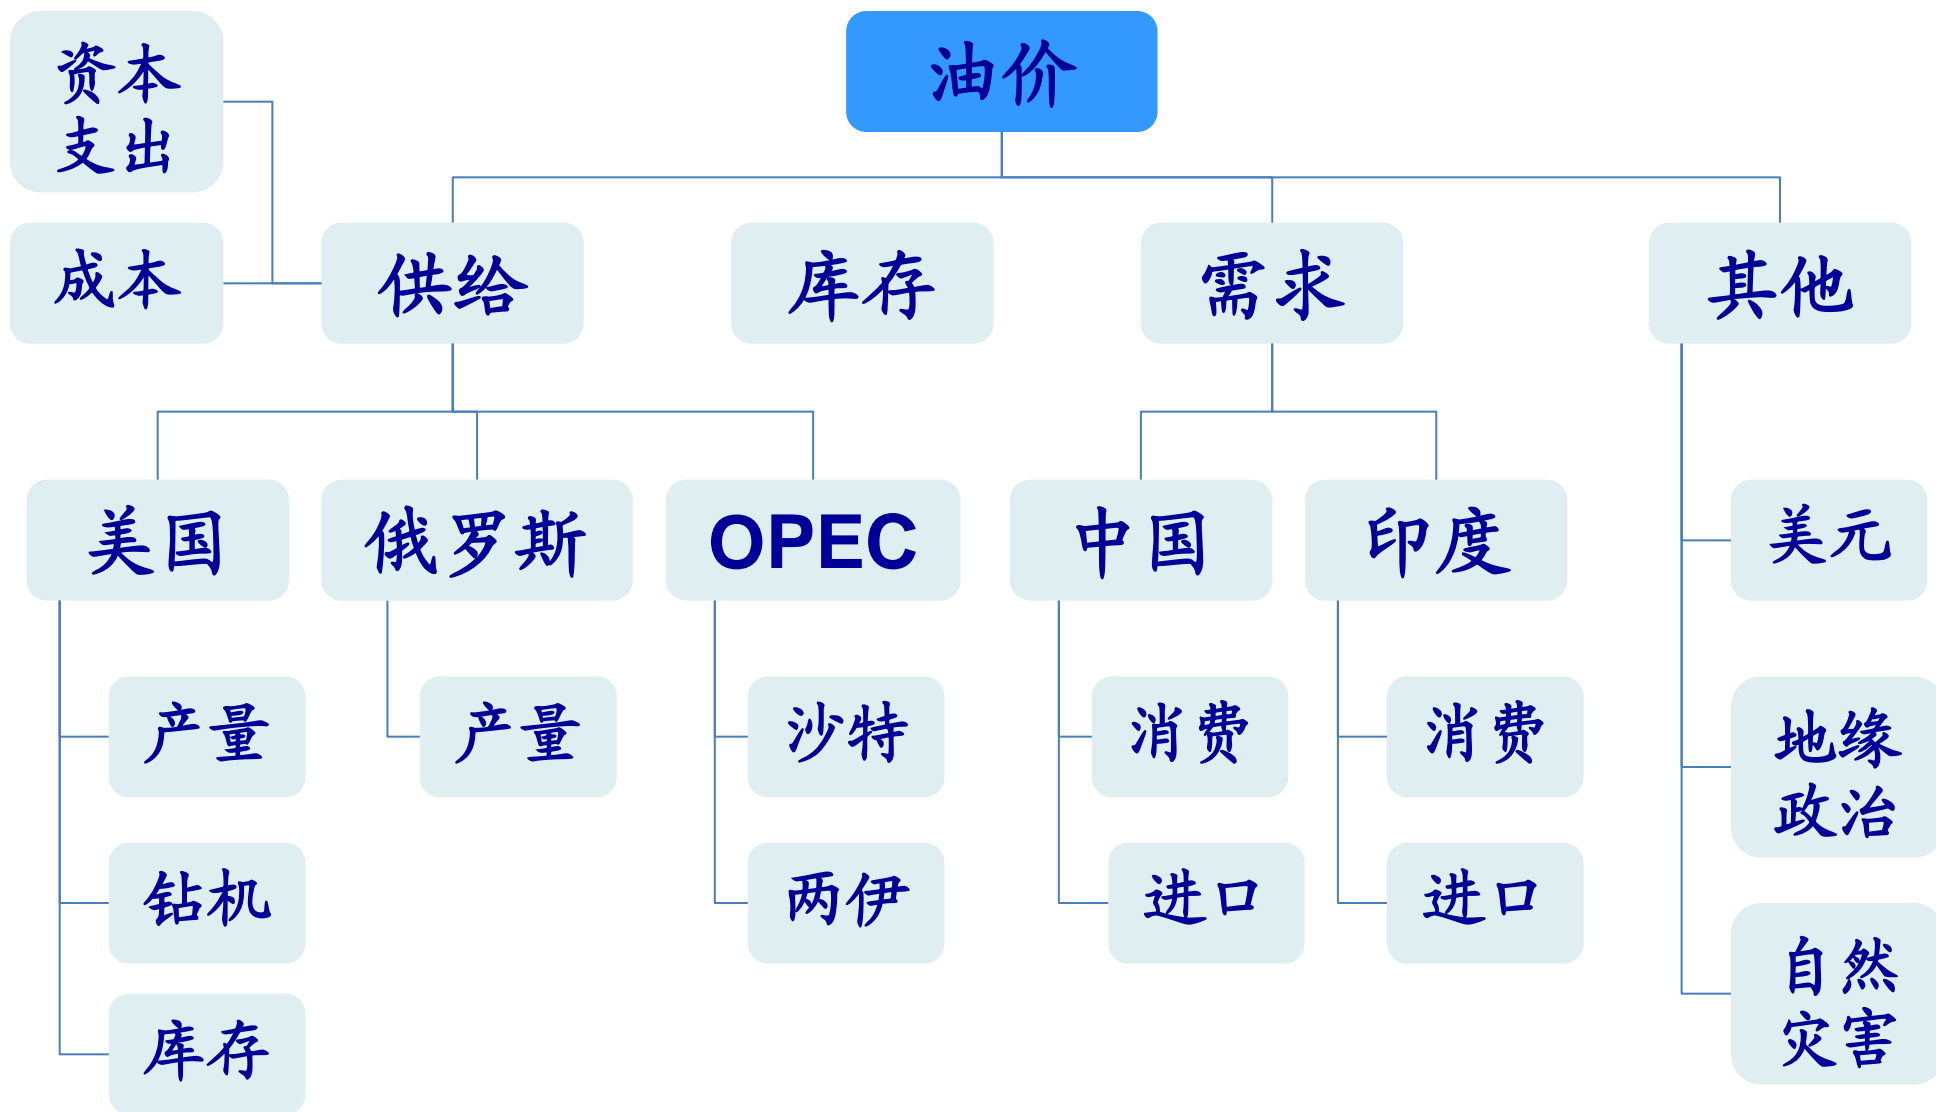 油价
资本
支出
成本
供给
库存
需求
其他
美国
俄罗斯
OPEC
中国
印度
美元
产量
产量
沙特
消费
消费
地缘
政治
钻机
两伊
进口
进口
自然
灾害
库存